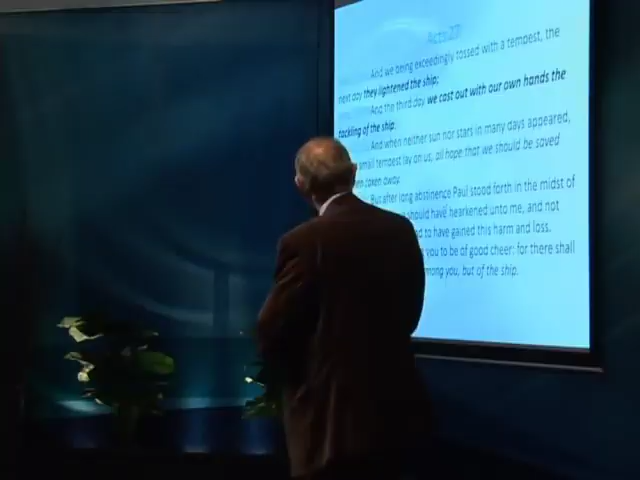 Acts 27
And we being exceedingly tossed with a tempest, the
next day they lightened the ship;
And the third day we cast out with our own hands the
tackling of the ship.
And when neither sun nor stars in many days appeared,
small tempest lay on us, all hope that we should be saved
taken away.
But after long abstinence Paul stood forth in the midst of
should have hearkened unto me, and not
to have gained this harm and loss.
you to be of good cheer: for there shall
among you, but of the ship.